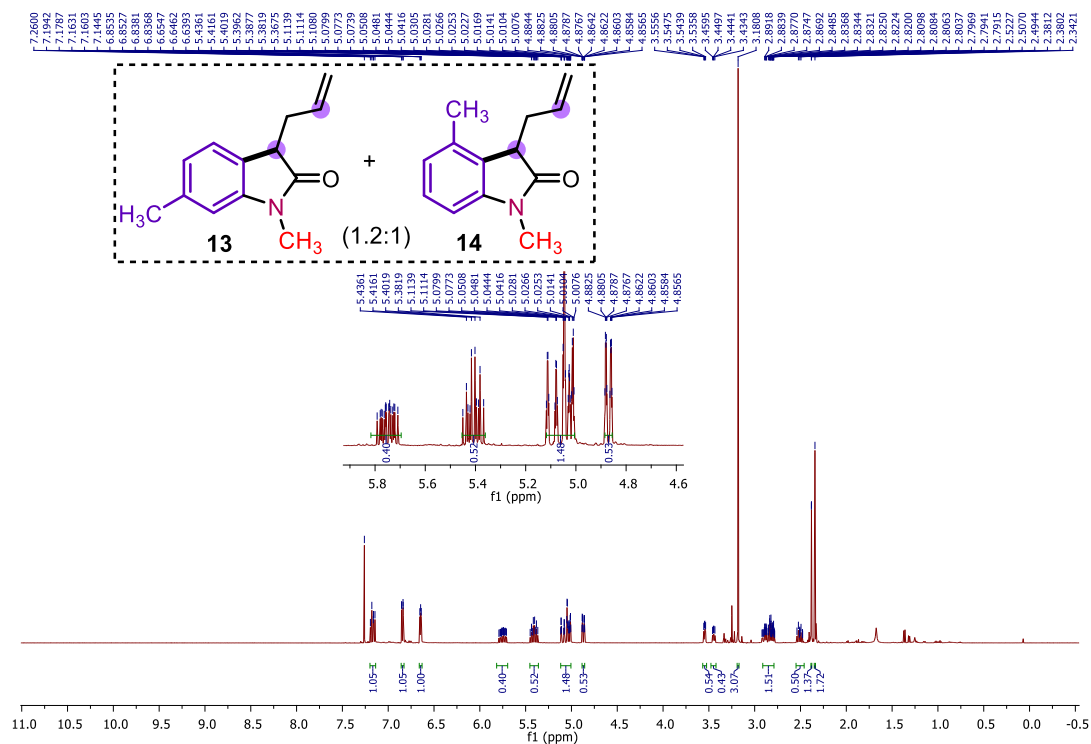 7.2600 7.1942 7.1787 7.1631 7.1603 7.1445 6.8535 6.8527 6.8381 6.8368 6.6547 6.6462 6.6393 5.4361 5.4161 5.4019 5.3962 5.3877 5.3819 5.3675 5.1139 5.1114 5.1080 5.0799 5.0773 5.0739 5.0508 5.0481 5.0444 5.0416 5.0305 5.0281 5.0266 5.0253 5.0227 5.0169 5.0141 5.0104 5.0076 4.8844 4.8825 4.8805 4.8787 4.8767 4.8642 4.8622 4.8603 4.8584 4.8565 3.5556 3.5475 3.5439 3.5358 3.4595 3.4497 3.4441 3.4343 3.1808 2.8918 2.8839 2.8770 2.8747 2.8692 2.8485 2.8368 2.8344 2.8321 2.8250 2.8224 2.8200 2.8098 2.8084 2.8063 2.8037 2.7969 2.7941 2.7915 2.5227 2.5070 2.4944 2.3812 2.3802 2.3421
CH3
+
O O
H3C
N N
13 CH3 (1.2:1) 14 CH3
5.4361 5.4161 5.4019 5.3819 5.1139 5.1114 5.0799 5.0773 5.0508 5.0481 5.0444 5.0416 5.0281 5.0266 5.0253 5.0141 5.0104 5.0076 4.8825 4.8805 4.8787 4.8767 4.8622 4.8603 4.8584 4.8565
0.40 0.52 1.48 0.53
5.8 5.6 5.4 5.2 5.0 4.8 4.6
f1 (ppm)
1.05 1.05 1.00 0.40 0.52 1.48 0.53 0.54 0.43 3.07 1.51 0.50 1.37 1.72
11.0 10.5 10.0 9.5 9.0 8.5 8.0 7.5 7.0 6.5 6.0 5.5 5.0 4.5 4.0 3.5 3.0 2.5 2.0 1.5 1.0 0.5 0.0 -0.5
f1 (ppm)